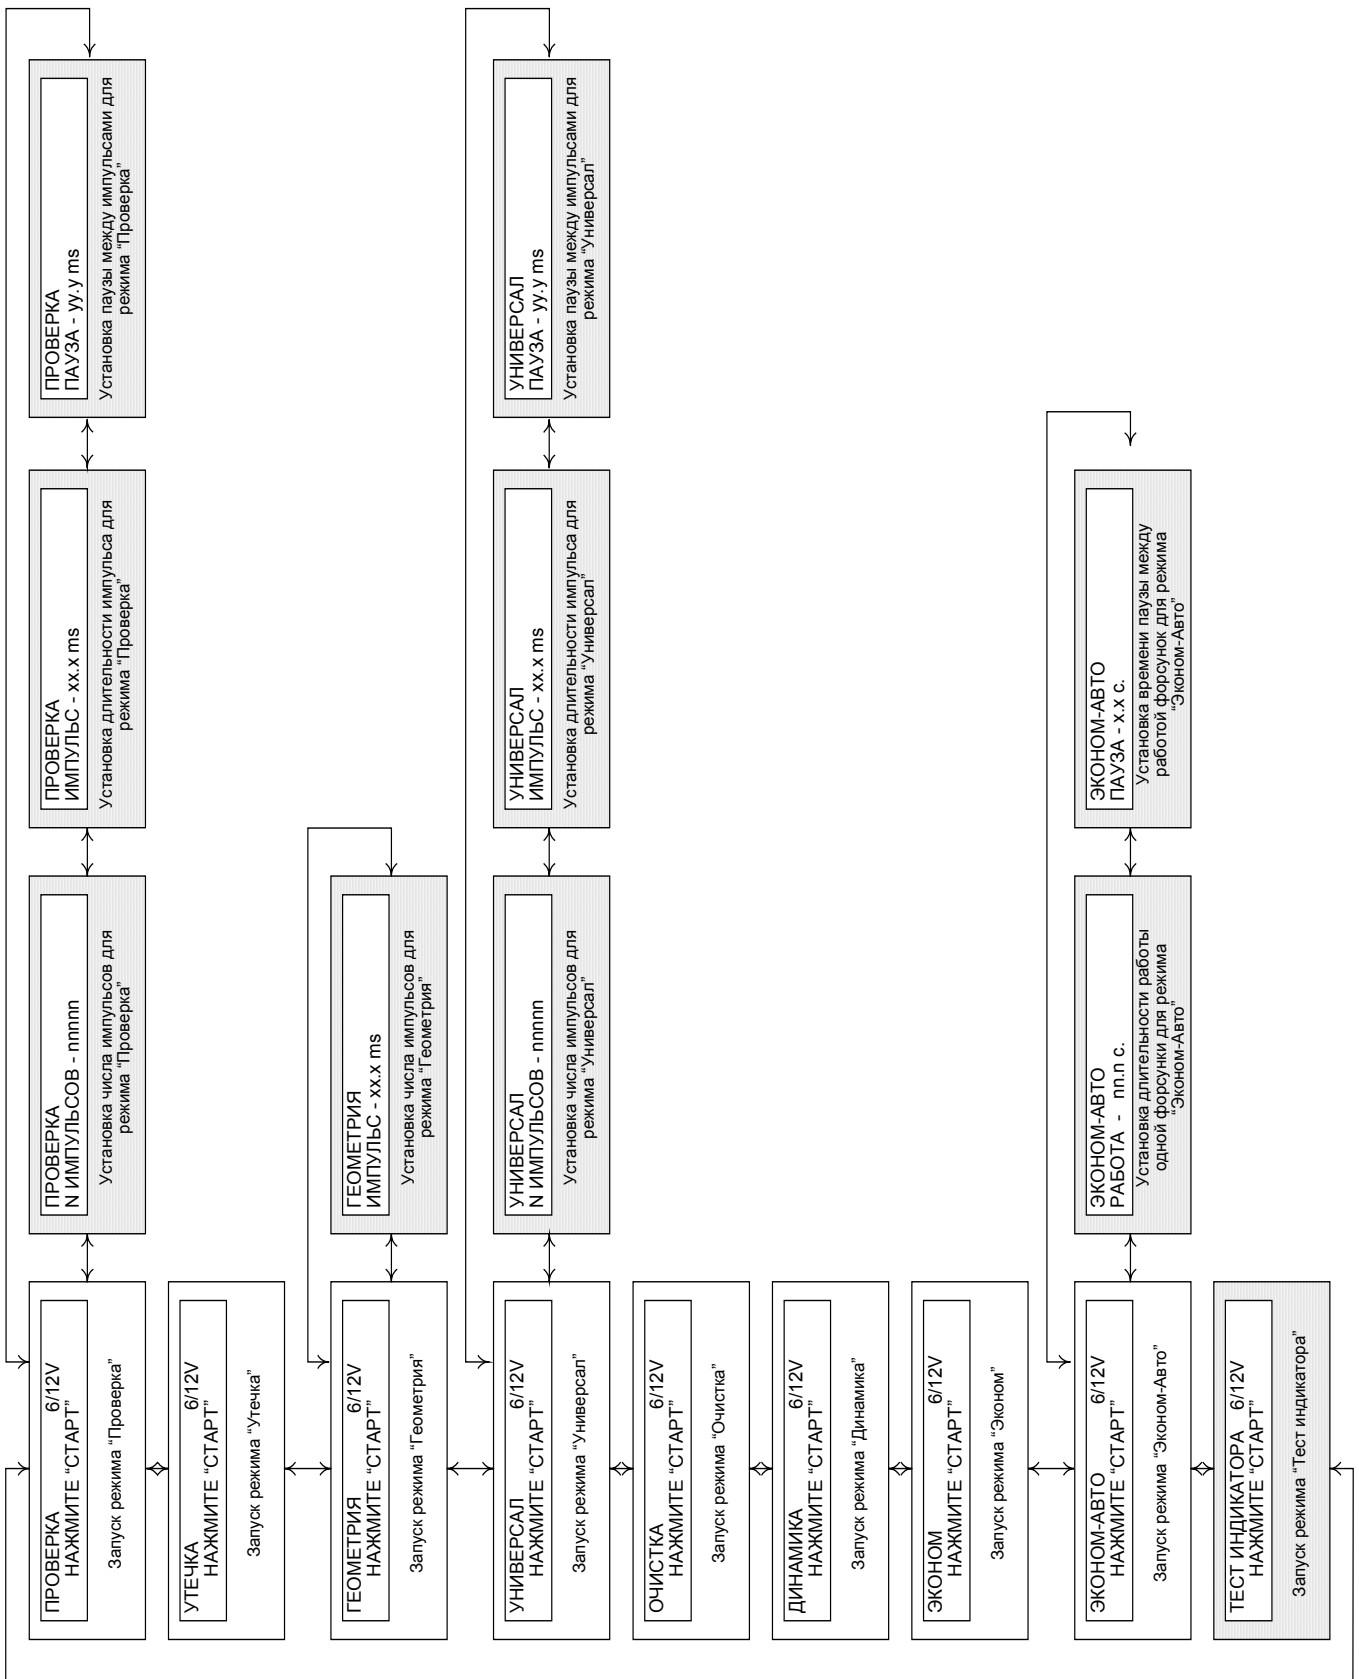 ПРОВЕРКА 6/12V
НАЖМИТЕ “СТАРТ”
Запуск режима “Проверка”
ПРОВЕРКА
N ИМПУЛЬСОВ - nnnnn
Установка числа импульсов для
режима “Проверка”
ПРОВЕРКА
ИМПУЛЬС - xx.x ms
Установка длительности импульса для
режима “Проверка”
ПРОВЕРКА
ПАУЗА - yy.y ms
Установка паузы между импульсами для
режима “Проверка”
УТЕЧКА 6/12V
НАЖМИТЕ “СТАРТ”
Запуск режима “Утечка”
ГЕОМЕТРИЯ 6/12V
НАЖМИТЕ “СТАРТ”
Запуск режима “Геометрия”
ГЕОМЕТРИЯ
ИМПУЛЬС - xx.x ms
Установка числа импульсов для
режима “Геометрия”
УНИВЕРСАЛ 6/12V
НАЖМИТЕ “СТАРТ”
Запуск режима “Универсал”
УНИВЕРСАЛ
N ИМПУЛЬСОВ - nnnnn
Установка числа импульсов для
режима “Универсал”
УНИВЕРСАЛ
ИМПУЛЬС - xx.x ms
Установка длительности импульса для
режима “Универсал”
УНИВЕРСАЛ
ПАУЗА - yy.y ms
Установка паузы между импульсами для
режима “Универсал”
ОЧИСТКА 6/12V
НАЖМИТЕ “СТАРТ”
Запуск режима “Очистка”
ДИНАМИКА 6/12V
НАЖМИТЕ “СТАРТ”
Запуск режима “Динамика”
ЭКОНОМ 6/12V
НАЖМИТЕ “СТАРТ”
Запуск режима “Эконом”
ЭКОНОМ-АВТО 6/12V
НАЖМИТЕ “СТАРТ”
Запуск режима “Эконом-Авто”
ЭКОНОМ-АВТО
РАБОТА - nn.n c.
Установка длительности работы
одной форсунки для режима
“Эконом-Авто”
ЭКОНОМ-АВТО
ПАУЗА - x.x c.
Установка времени паузы между
работой форсунок для режима
“Эконом-Авто”
ТЕСТ ИНДИКАТОРА 6/12V
НАЖМИТЕ “СТАРТ”
Запуск режима “Тест индикатора”